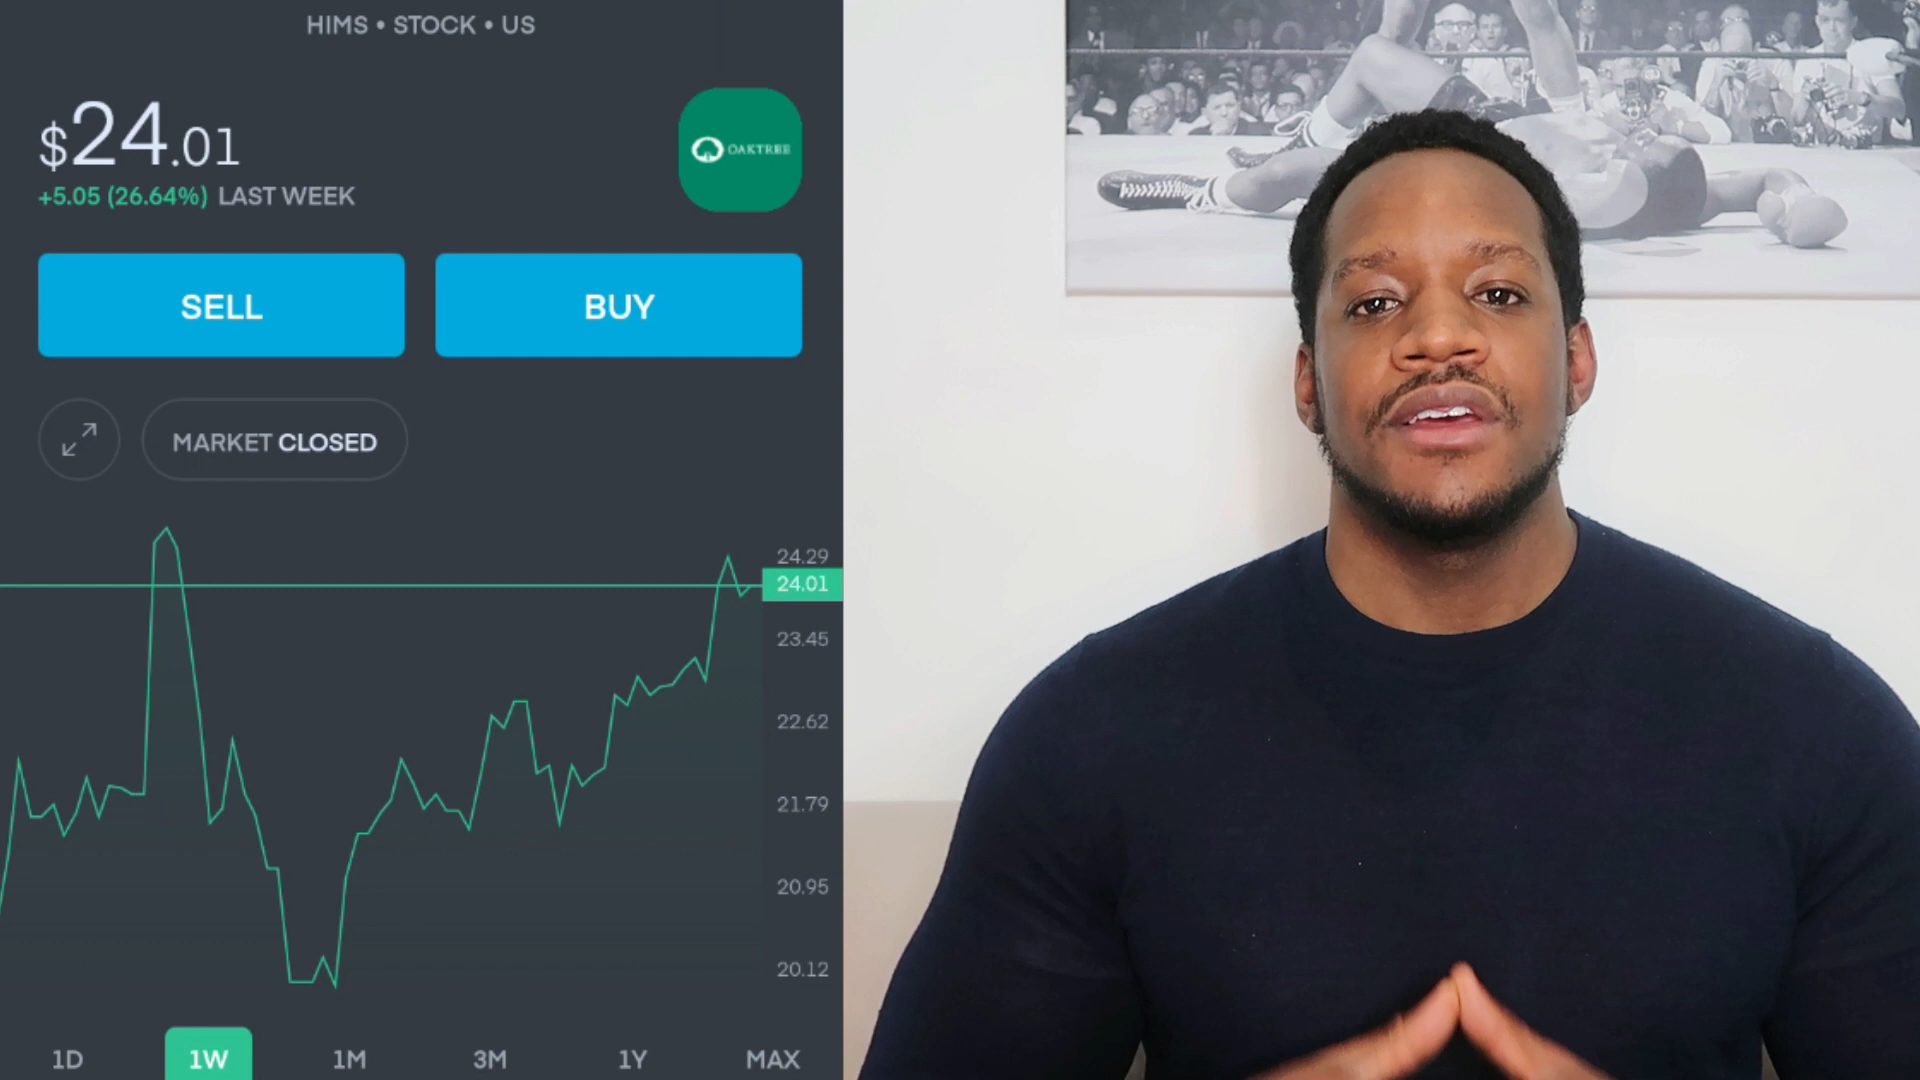 HIMS • STOCK • US
$24.01
OAKTREE
+5.05 (26.64%) LAST WEEK
SELL
BUY
MARKET CLOSED
24.29
24.01
23.45
22.62
21.79
20.95
20.12
1D
1W
1M
3M
1Y
MAX